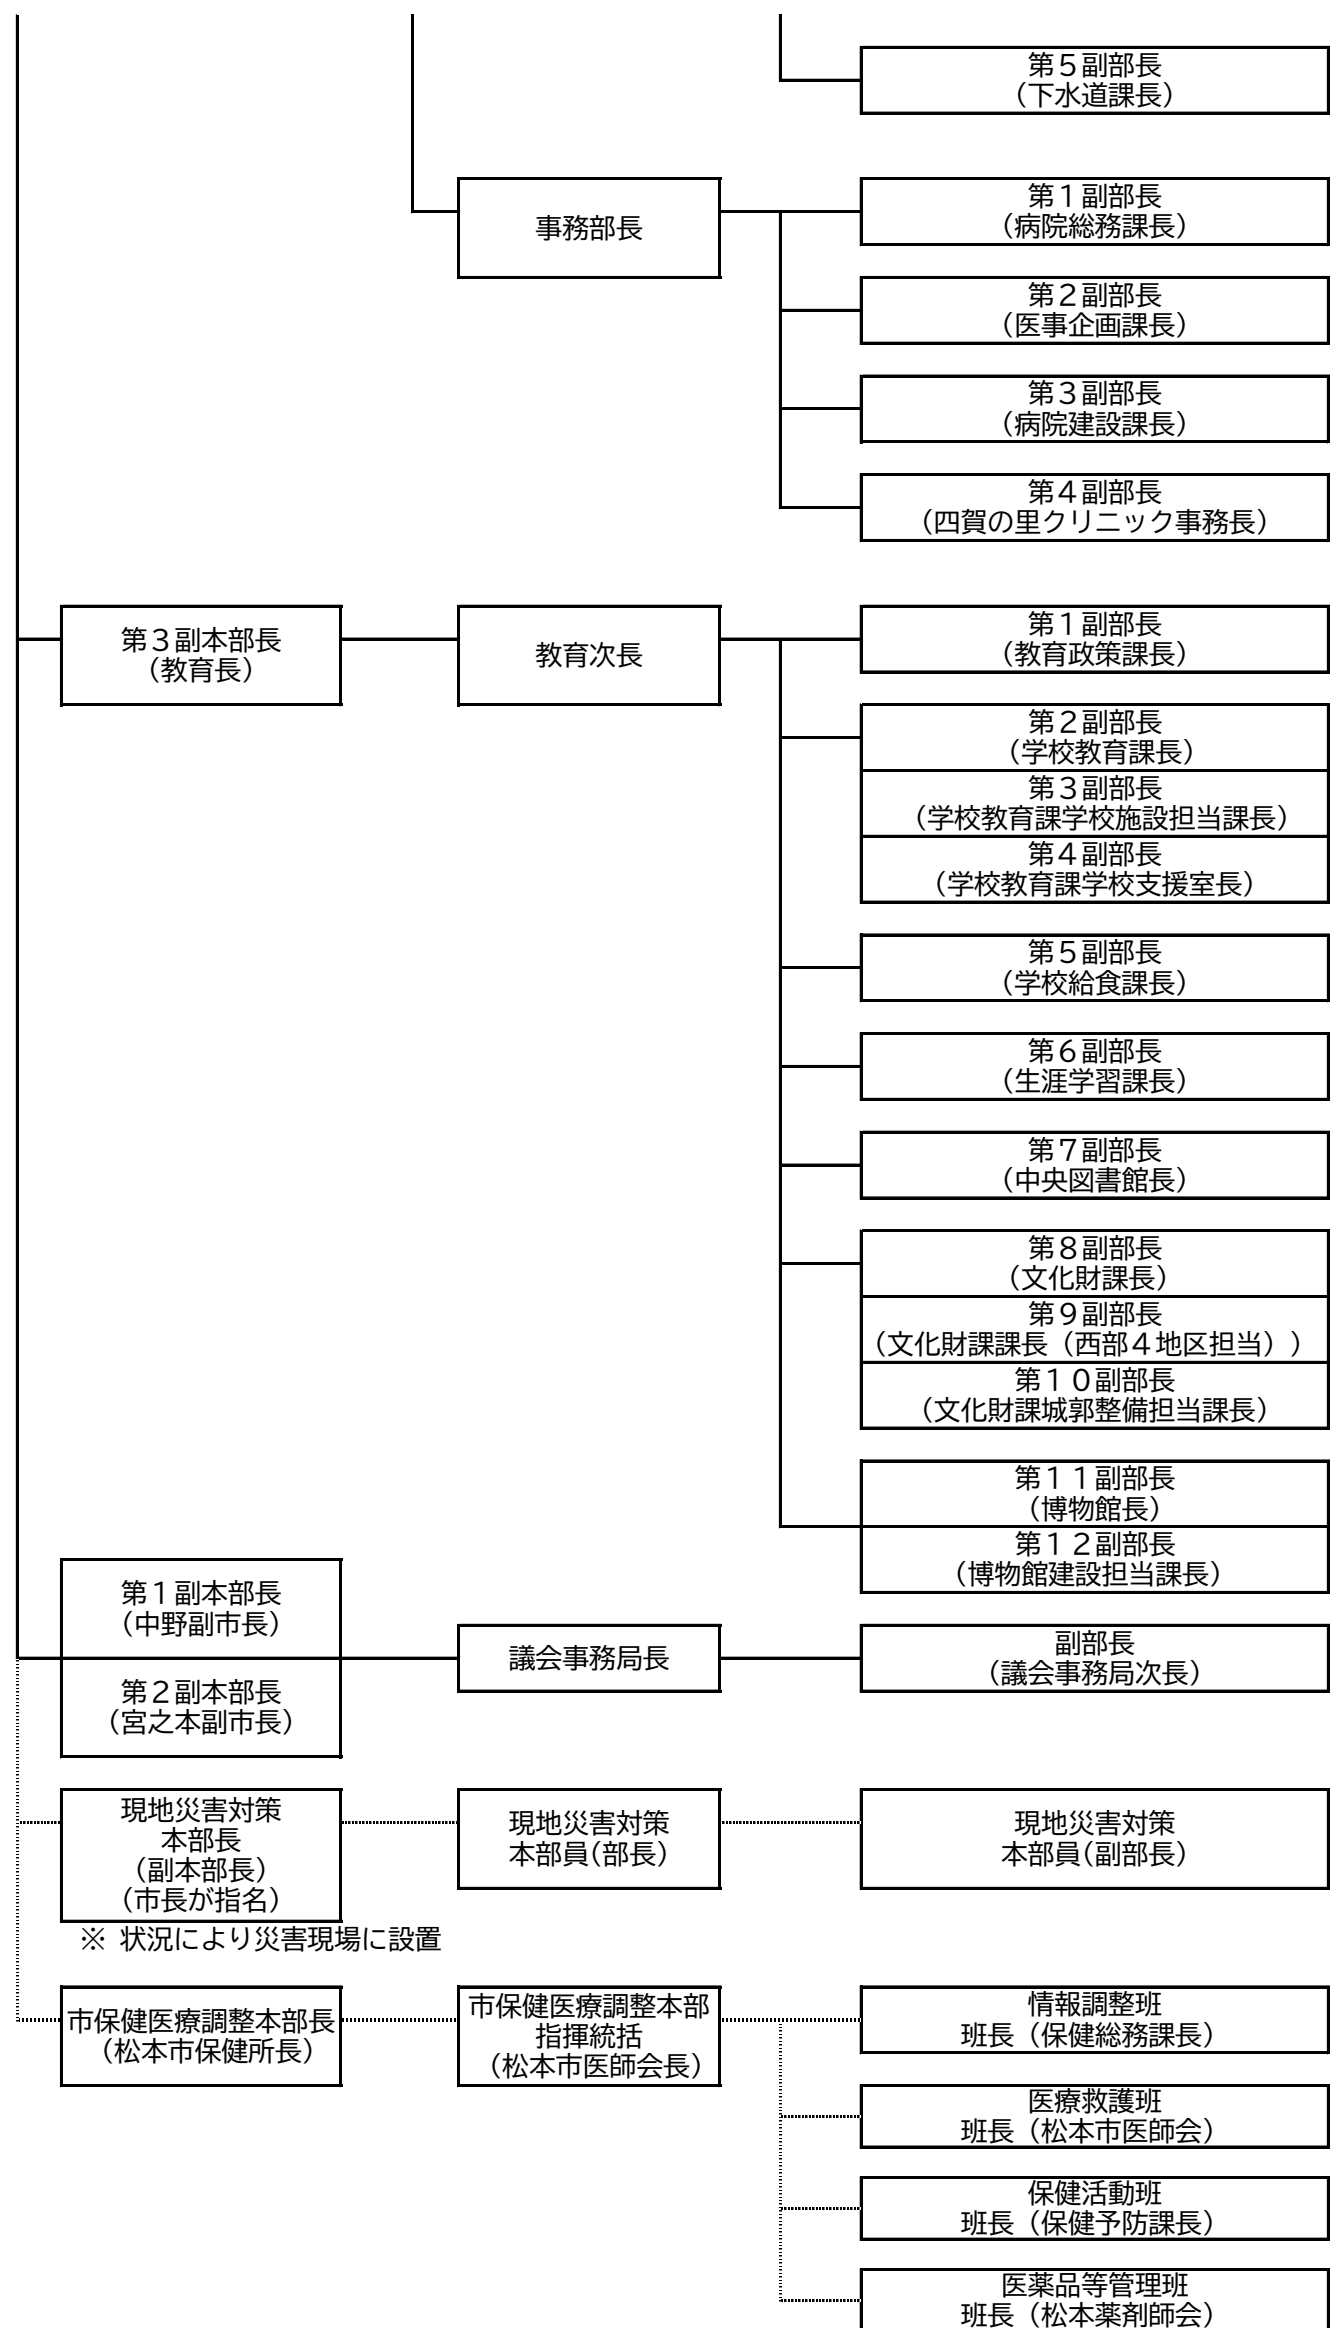 第５副部長
（下水道課長）
事務部長
第１副部長
（病院総務課長）
第２副部長
（医事企画課長）
第３副部長
（病院建設課長）
第４副部長
（四賀の里クリニック事務長）
第３副本部長
（教育長）
教育次長
第１副部長
（教育政策課長）
第２副部長
（学校教育課長）
第３副部長
（学校教育課学校施設担当課長）
第４副部長
（学校教育課学校支援室長）
第５副部長
（学校給食課長）
第６副部長
（生涯学習課長）
第７副部長
（中央図書館長）
第８副部長
（文化財課長）
第９副部長
（文化財課課長（西部４地区担当））
第１０副部長
（文化財課城郭整備担当課長）
第１１副部長
（博物館長）
第１２副部長
（博物館建設担当課長）
第１副本部長
（中野副市長）
第２副本部長
（宮之本副市長）
議会事務局長
副部長
（議会事務局次長）
現地災害対策
本部長
（副本部長）
（市長が指名）
現地災害対策
本部員（部長）
現地災害対策
本部員（副部長）
※ 状況により災害現場に設置
市保健医療調整本部長
（松本市保健所長）
市保健医療調整本部
指揮統括
（松本市医師会長）
情報調整班
班長（保健総務課長）
医療救護班
班長（松本市医師会）
保健活動班
班長（保健予防課長）
医薬品等管理班
班長（松本薬剤師会）